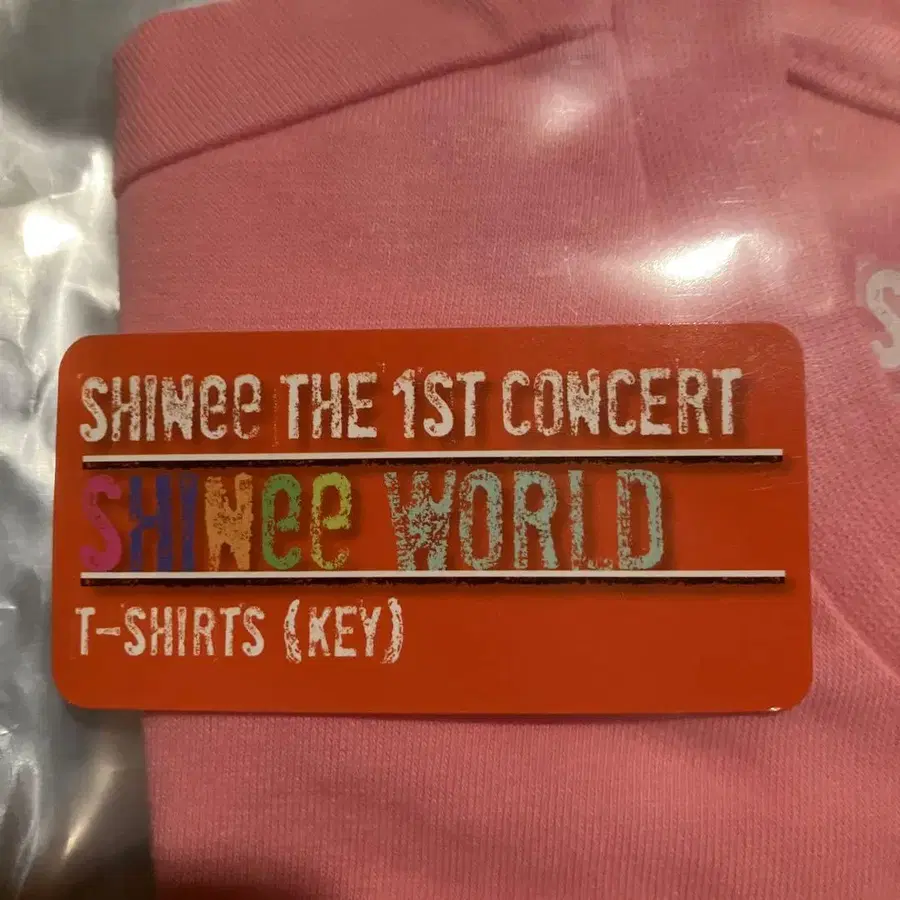 SHINee THE 1ST CONCERT
SHINee WORLD
T-SHIRTS (KEY)
S